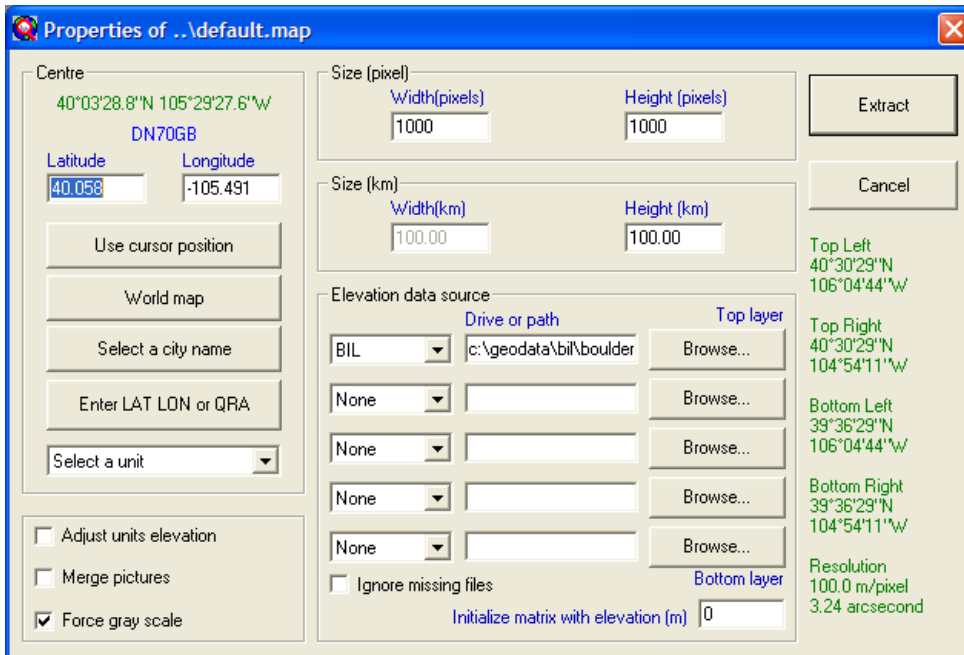 Properties of ..\default.map
Centre
40°03'28.8''N 105°29'27.6''W
DN70GB
Latitude Longitude
40.058 -105.491
Use cursor position
World map
Select a city name
Enter LAT LON or QRA
Select a unit
Adjust units elevation
Merge pictures
Force gray scale
Size (pixel)
Width(pixels) Height (pixels)
1000 1000
Size (km)
Width(km) Height (km)
100.00 100.00
Elevation data source
Drive or path Top layer
BIL c:\geodata\bil\boulder Browse...
None Browse...
None Browse...
None Browse...
None Browse...
Ignore missing files Bottom layer
Initialize matrix with elevation (m) 0
Extract
Cancel
Top Left
40°30'29''N
106°04'44''W
Top Right
40°30'29''N
104°54'11''W
Bottom Left
39°36'29''N
106°04'44''W
Bottom Right
39°36'29''N
104°54'11''W
Resolution
100.0 m/pixel
3.24 arcsecond